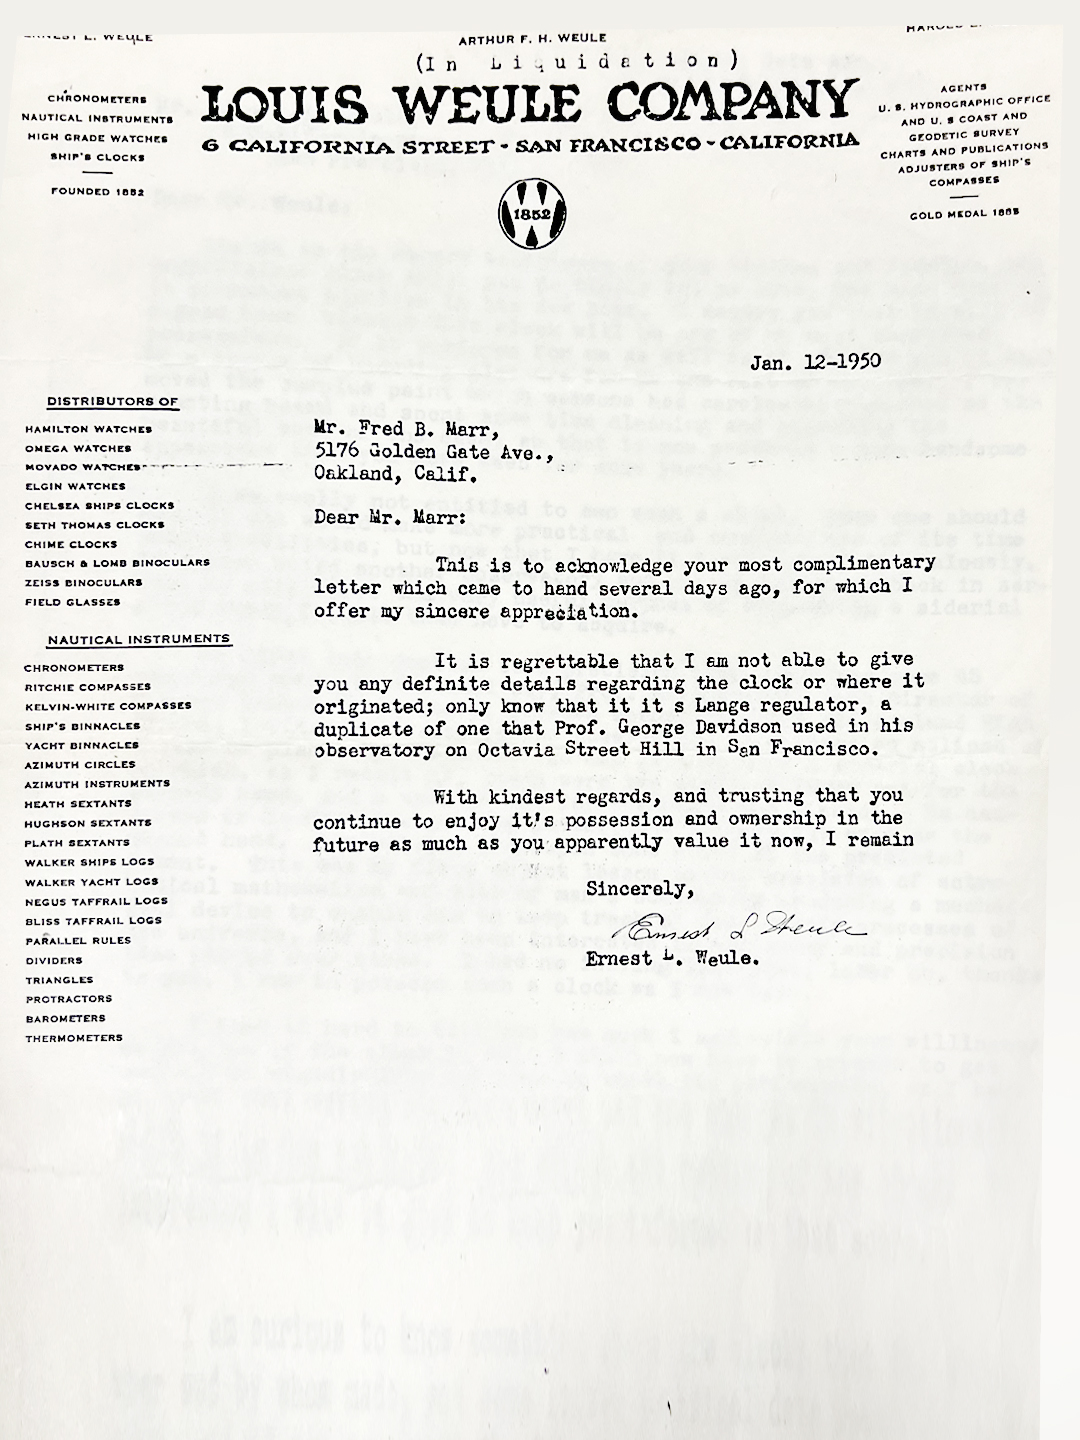 ERNEST L. WEULE
ARTHUR F. H. WEULE
(In Liquidation)
LOUIS WEULE COMPANY
6 CALIFORNIA STREET - SAN FRANCISCO - CALIFORNIA
1852
CHRONOMETERS
NAUTICAL INSTRUMENTS
HIGH GRADE WATCHES
SHIP'S CLOCKS
FOUNDED 1852
AGENTS
U. S. HYDROGRAPHIC OFFICE
AND U. S COAST AND
GEODETIC SURVEY
CHARTS AND PUBLICATIONS
ADJUSTERS OF SHIP'S
COMPASSES
GOLD MEDAL 1885
Jan. 12-1950
DISTRIBUTORS OF
HAMILTON WATCHES
OMEGA WATCHES
MOVADO WATCHES
ELGIN WATCHES
CHELSEA SHIPS CLOCKS
SETH THOMAS CLOCKS
CHIME CLOCKS
BAUSCH & LOMB BINOCULARS
ZEISS BINOCULARS
FIELD GLASSES
NAUTICAL INSTRUMENTS
CHRONOMETERS
RITCHIE COMPASSES
KELVIN-WHITE COMPASSES
SHIP'S BINNACLES
YACHT BINNACLES
AZIMUTH CIRCLES
AZIMUTH INSTRUMENTS
HEATH SEXTANTS
HUGHSON SEXTANTS
PLATH SEXTANTS
WALKER SHIPS LOGS
WALKER YACHT LOGS
NEGUS TAFFRAIL LOGS
BLISS TAFFRAIL LOGS
PARALLEL RULES
DIVIDERS
TRIANGLES
PROTRACTORS
BAROMETERS
THERMOMETERS
Mr. Fred B. Marr,
5176 Golden Gate Ave.,
Oakland, Calif.
Dear Mr. Marr:
This is to acknowledge your most complimentary
letter which came to hand several days ago, for which I
offer my sincere appreciation.
It is regrettable that I am not able to give
you any definite details regarding the clock or where it
originated; only know that it it s Lange regulator, a
duplicate of one that Prof. George Davidson used in his
observatory on Octavia Street Hill in San Francisco.
With kindest regards, and trusting that you
continue to enjoy it's possession and ownership in the
future as much as you apparently value it now, I remain
Sincerely,
Ernest L Weule
Ernest L. Weule.